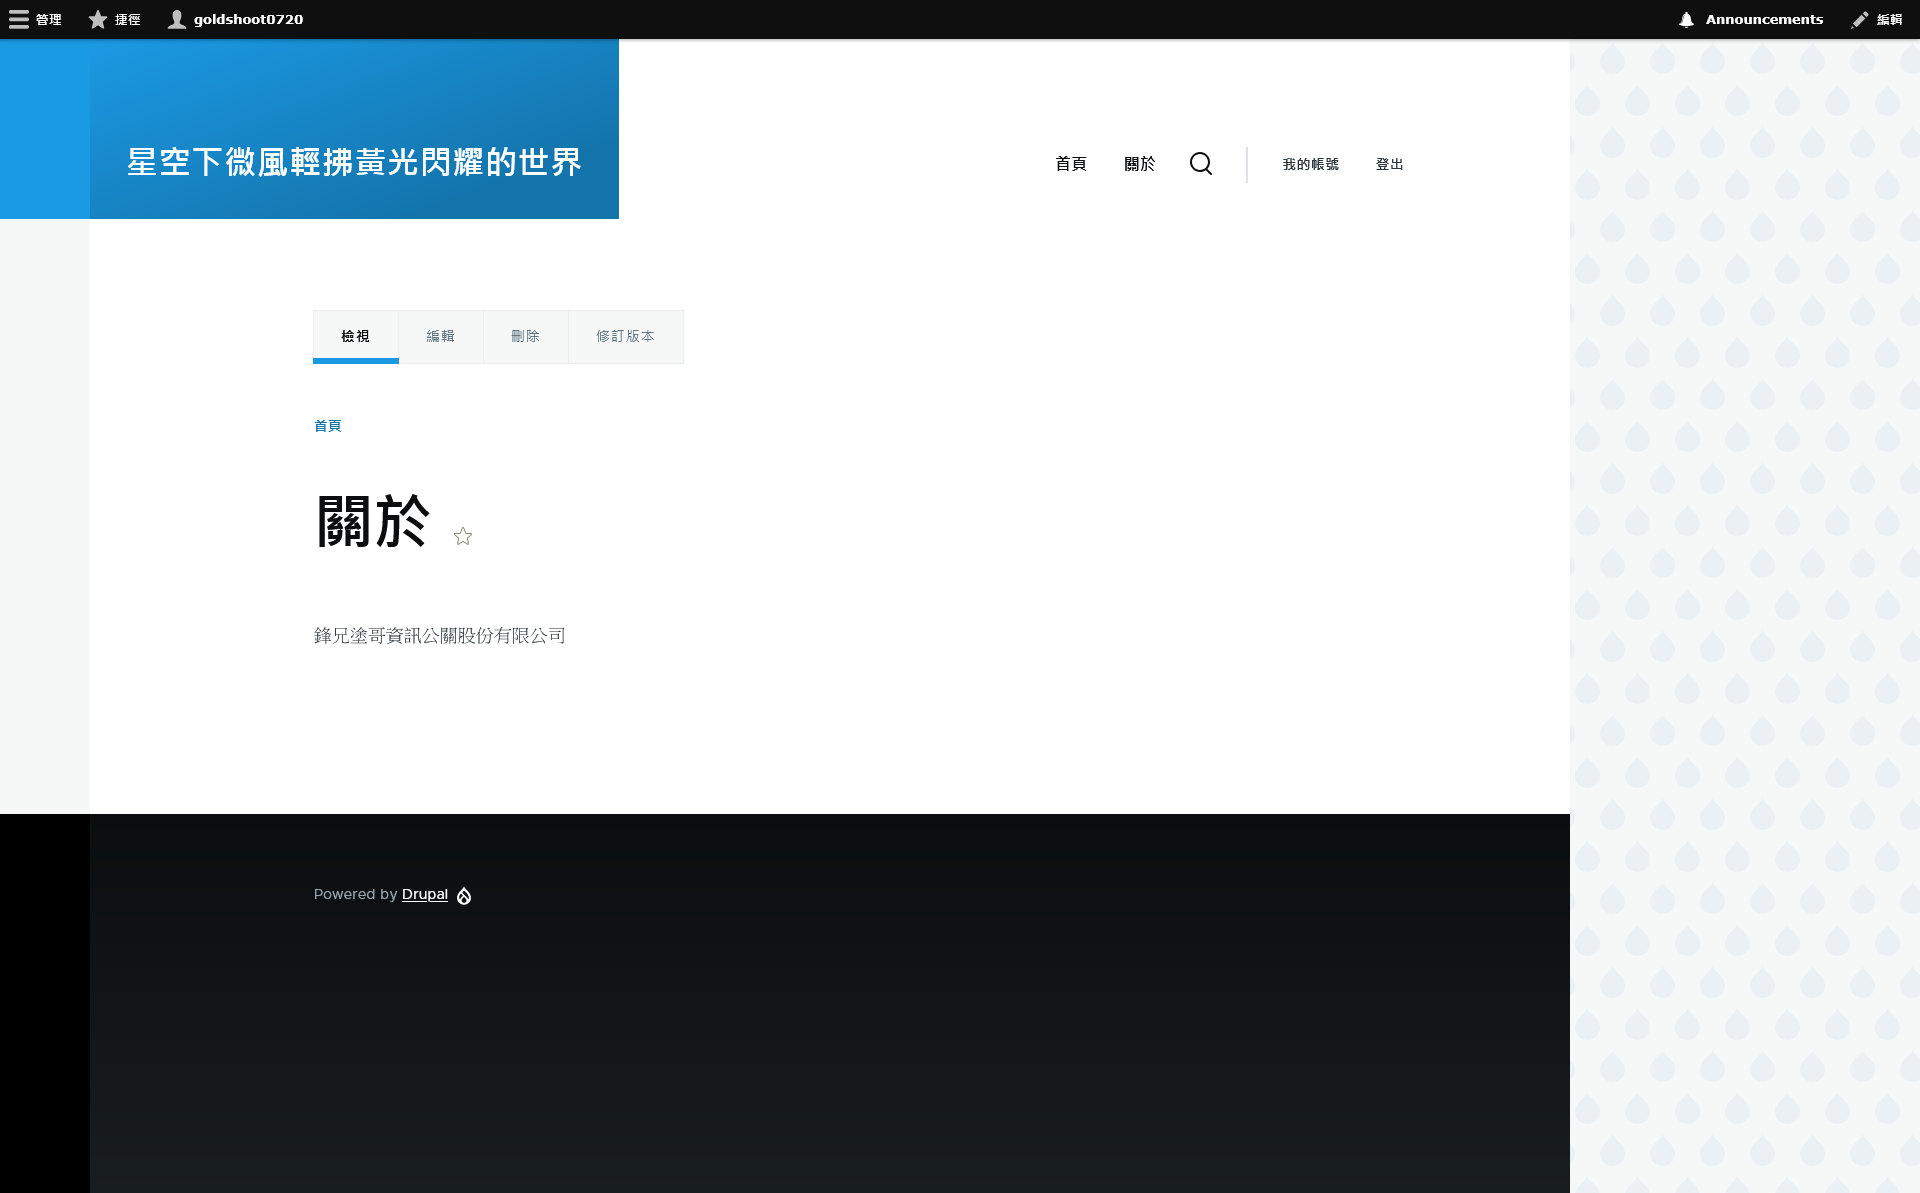 管理 捷徑 goldshoot0720 Announcements 編輯
星空下微風輕拂黃光閃耀的世界
首頁 關於 我的帳號 登出
檢視 編輯 刪除 修訂版本
首頁
關於
鋒兄塗哥資訊公關股份有限公司
Powered by Drupal